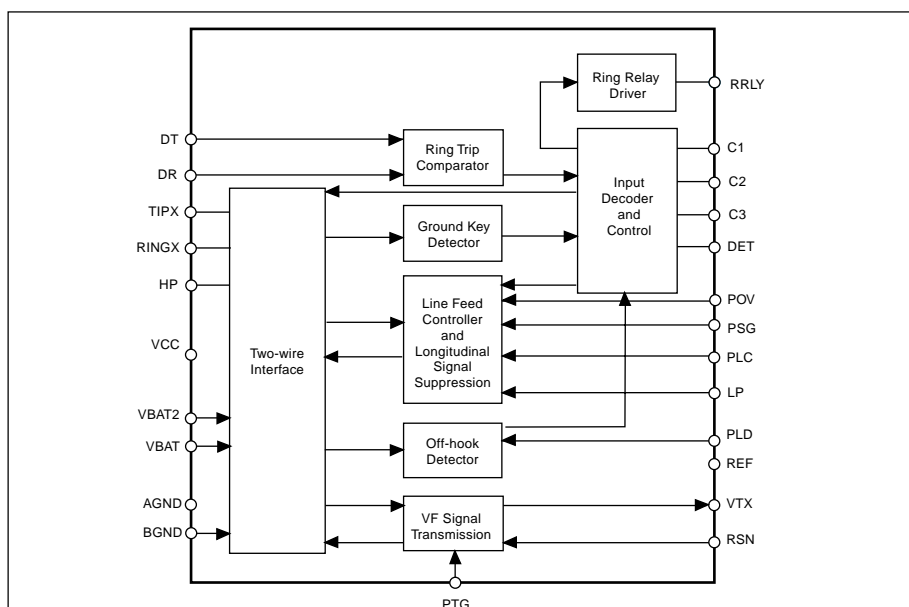 Ring Relay
Driver
RRLY
DT
Ring Trip
Comparator
C1
DR
Input
Decoder
and
Control
C2
TIPX
C3
RINGX
Ground Key
Detector
DET
HP
Line Feed
Controller
and
Longitudinal
Signal
Suppression
POV
PSG
VCC
Two-wire
Interface
PLC
LP
VBAT2
VBAT
Off-hook
Detector
PLD
REF
AGND
VF Signal
Transmission
VTX
BGND
RSN
PTG